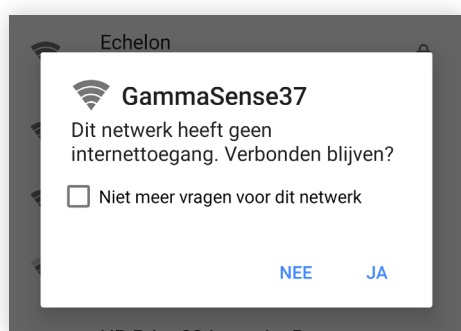 Echelon
GammaSense37
Dit netwerk heeft geen
internettoegang. Verbonden blijven?
Niet meer vragen voor dit netwerk
NEE JA